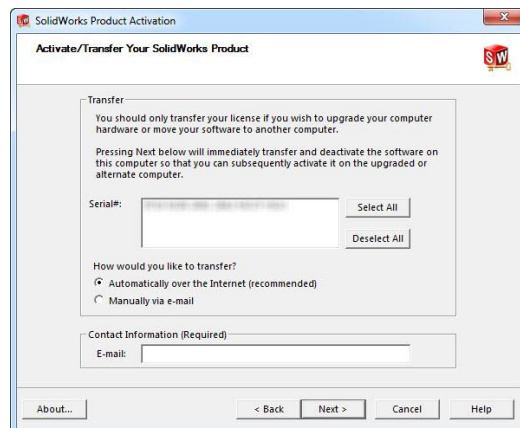 SolidWorks Product Activation
Activate/Transfer Your SolidWorks Product
SW
Transfer
You should only transfer your license if you wish to upgrade your computer
hardware or move your software to another computer.
Pressing Next below will immediately transfer and deactivate the software on
this computer so that you can subsequently activate it on the upgraded or
alternate computer.
Serial#:
Select All
Deselect All
How would you like to transfer?
Automatically over the Internet (recommended)
Manually via e-mail
Contact Information (Required)
E-mail:
About...
< Back
Next >
Cancel
Help